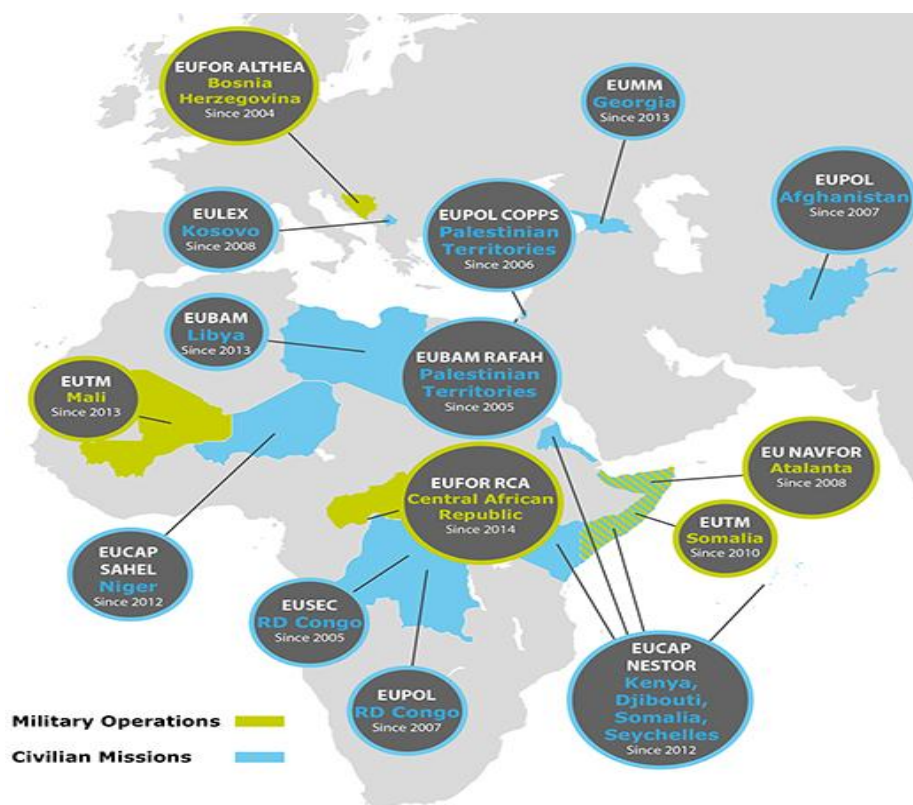 EUFOR ALTHEA
Bosnia
Herzegovina
Since 2004
EUMM
Georgia
Since 2013
EUPOL
Afghanistan
Since 2007
EULEX
Kosovo
Since 2008
EUPOL COPPS
Palestinian
Territories
Since 2006
EUBAM
Libya
Since 2013
EUBAM RAFAH
Palestinian
Territories
Since 2005
EUTM
Mali
Since 2013
EU NAVFOR
Atalanta
Since 2008
EUFOR RCA
Central African
Republic
Since 2014
EUTM
Somalia
Since 2010
EUCAP
SAHEL
Niger
Since 2012
EUSEC
RD Congo
Since 2005
EUCAP
NESTOR
Kenya,
Djibouti,
Somalia,
Seychelles
Since 2012
EUPOL
RD Congo
Since 2007
Military Operations
Civilian Missions